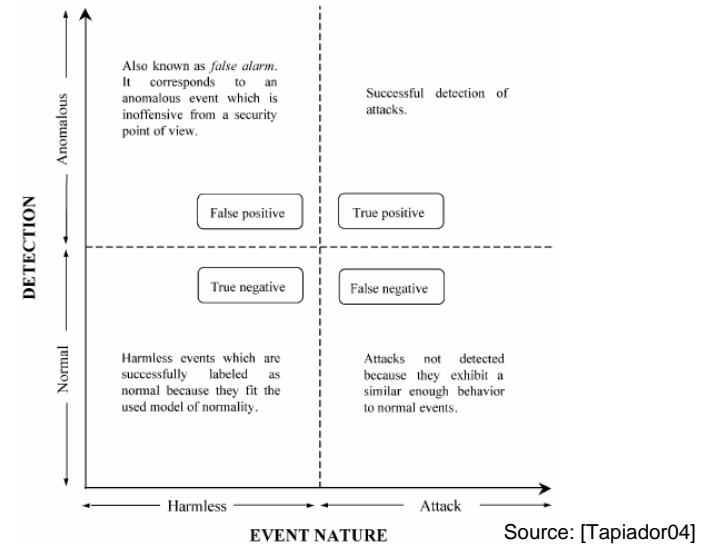 Also known as false alarm.
It corresponds to an
anomalous event which is
inoffensive from a security
point of view.
Successful detection of
attacks.
Anomalous
False positive
True positive
DETECTION
True negative
False negative
Normal
Harmless events which are
successfully labeled as
normal because they fit the
used model of normality.
Attacks not detected
because they exhibit a
similar enough behavior
to normal events.
Harmless
Attack
EVENT NATURE
Source: [Tapiador04]